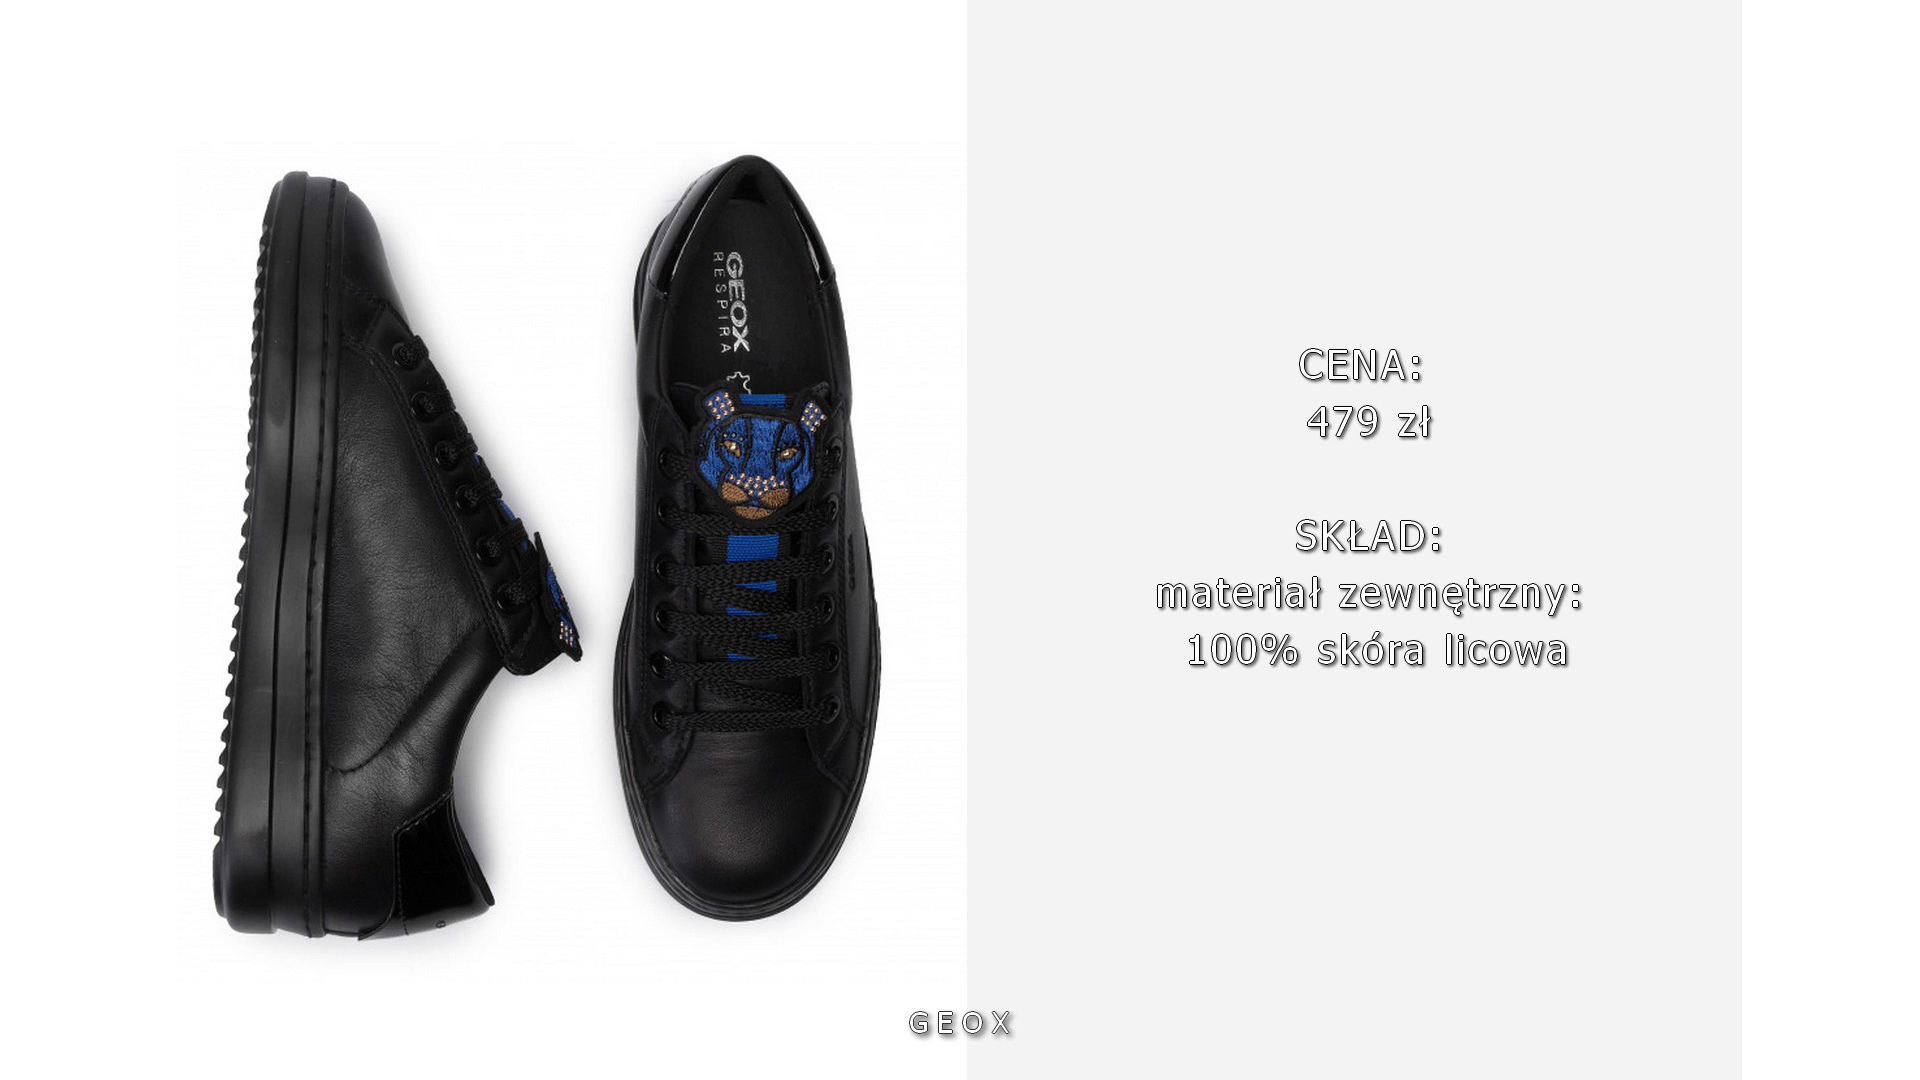 GEOX
RESPIRA
CENA:
479 zł
SKŁAD:
materiał zewnętrzny:
100% skóra licowa
GEOX